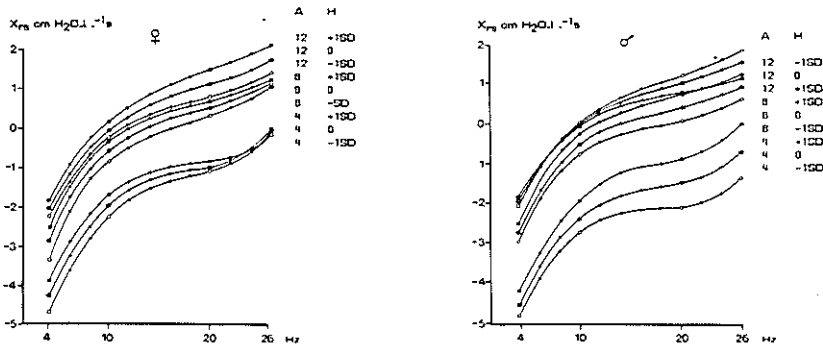 Xrs cm H2O.l.-1s
♀
A H
12 +1SD
12 0
12 -1SD
8 +1SD
8 0
8 -SD
4 +1SD
4 0
4 -1SD
2
1
0
-1
-2
-3
-4
-5
4 10 20 26 Hz
Xrs cm H2O.l.-1s
♂
A H
12 -1SD
12 0
12 +1SD
8 +1SD
8 0
8 -1SD
4 +1SD
4 0
4 -1SD
2
1
0
-1
-2
-3
-4
-5
4 10 20 26 Hz